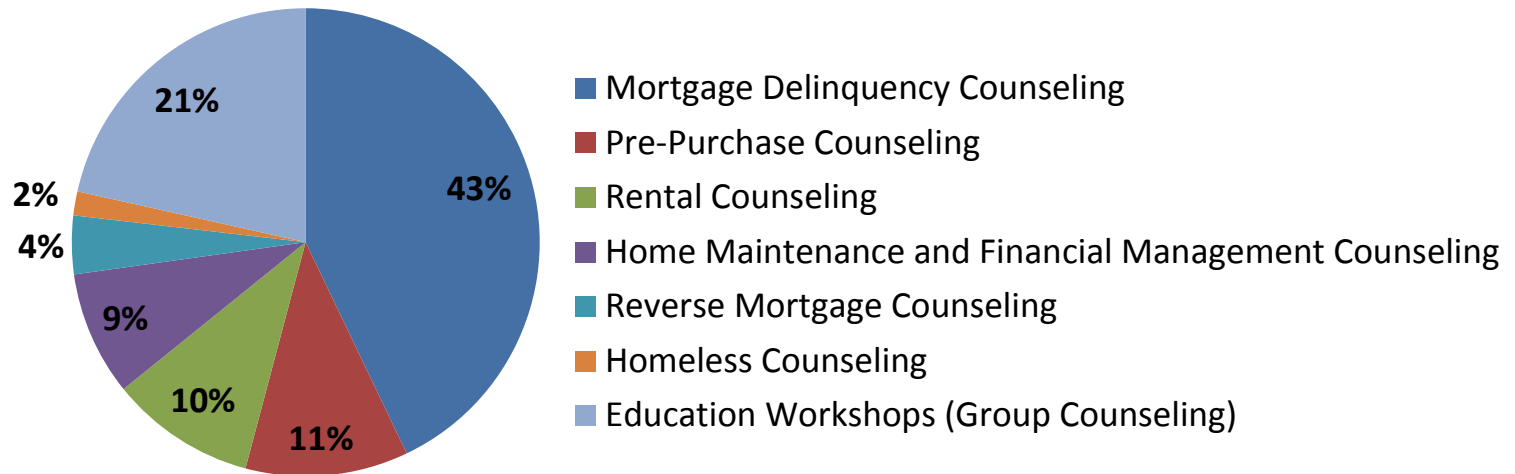 21%
43%
2%
4%
9%
10%
11%
Mortgage Delinquency Counseling
Pre-Purchase Counseling
Rental Counseling
Home Maintenance and Financial Management Counseling
Reverse Mortgage Counseling
Homeless Counseling
Education Workshops (Group Counseling)